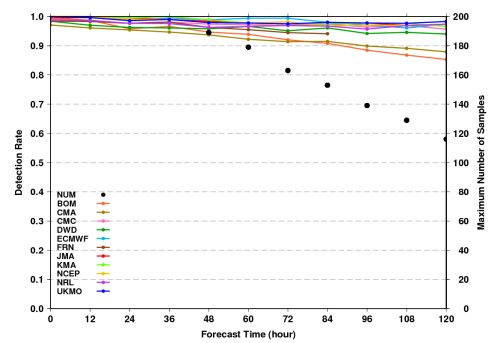 1.0 200
0.9 180
0.8 160
0.7 140
0.6 120
0.5 100
0.4 80
0.3 60
0.2 40
0.1 20
0.0 0
Detection Rate
Maximum Number of Samples
NUM
BOM
CMA
CMC
DWD
ECMWF
FRN
JMA
KMA
NCEP
NRL
UKMO
0 12 24 36 48 60 72 84 96 108 120
Forecast Time (hour)